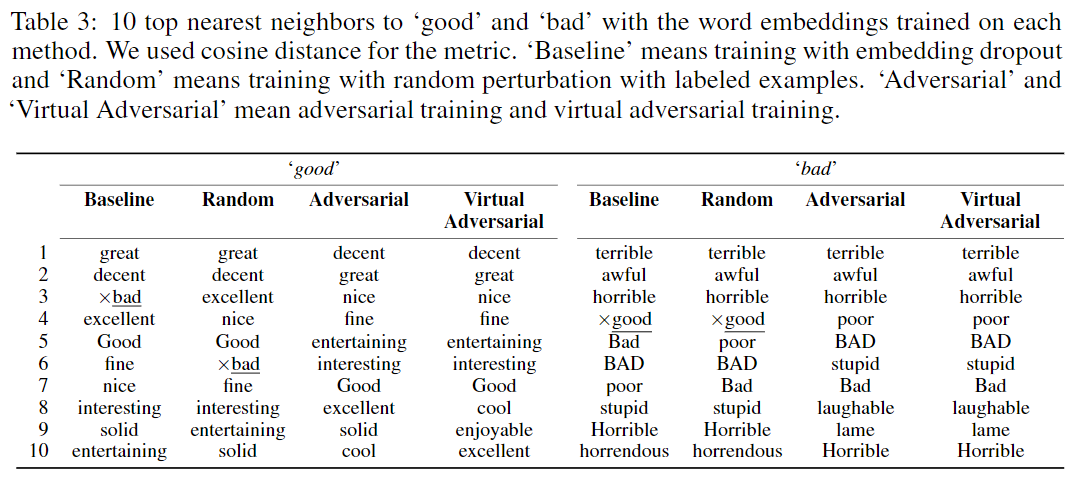 Table 3: 10 top nearest neighbors to ‘good’ and ‘bad’ with the word embeddings trained on each
method. We used cosine distance for the metric. ‘Baseline’ means training with embedding dropout
and ‘Random’ means training with random perturbation with labeled examples. ‘Adversarial’ and
‘Virtual Adversarial’ mean adversarial training and virtual adversarial training.
‘good’ ‘bad’
Baseline Random Adversarial Virtual Baseline Random Adversarial Virtual
Adversarial Adversarial
1 great great decent decent terrible terrible terrible terrible
2 decent decent great great awful awful awful awful
3 ×bad excellent nice nice horrible horrible horrible horrible
4 excellent nice fine fine ×good ×good poor poor
5 Good Good entertaining entertaining Bad poor BAD BAD
6 fine ×bad interesting interesting BAD BAD stupid stupid
7 nice fine Good Good poor Bad Bad Bad
8 interesting interesting excellent cool stupid stupid laughable laughable
9 solid entertaining solid enjoyable Horrible Horrible lame lame
10 entertaining solid cool excellent horrendous horrendous Horrible Horrible